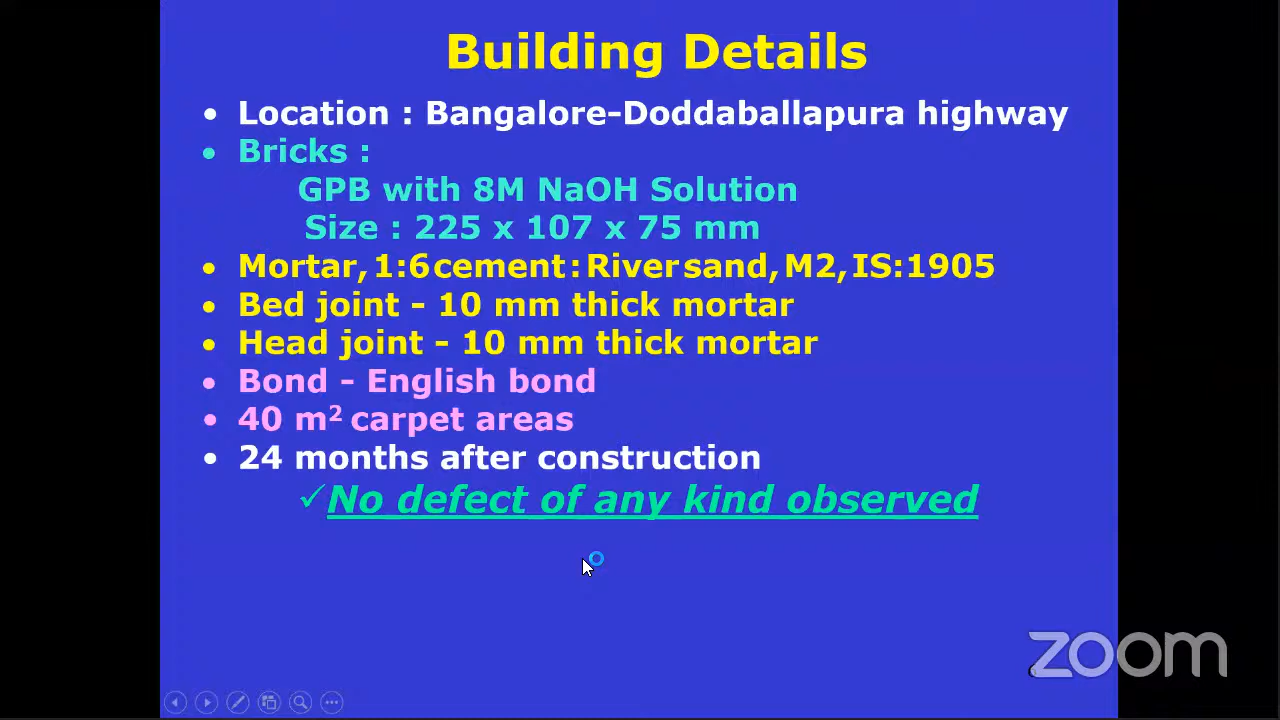 Building Details
• Location : Bangalore-Doddaballapura highway
• Bricks :
GPB with 8M NaOH Solution
Size : 225 x 107 x 75 mm
• Mortar, 1:6 cement : River sand, M2, IS:1905
• Bed joint - 10 mm thick mortar
• Head joint - 10 mm thick mortar
• Bond - English bond
• 40 m² carpet areas
• 24 months after construction
✓No defect of any kind observed
zoom